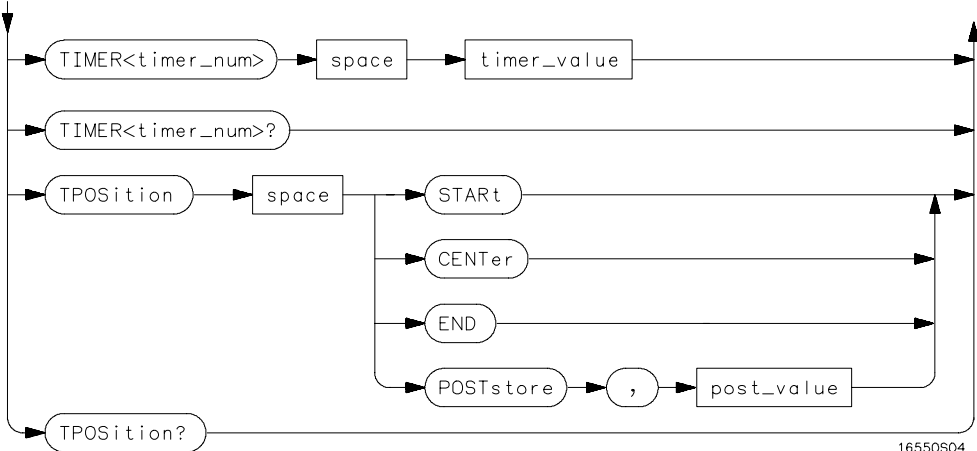 TIMER<timer_num> space timer_value
TIMER<timer_num>?
TPOSition space STARt
CENTer
END
POSTstore , post_value
TPOSition?
16550S04